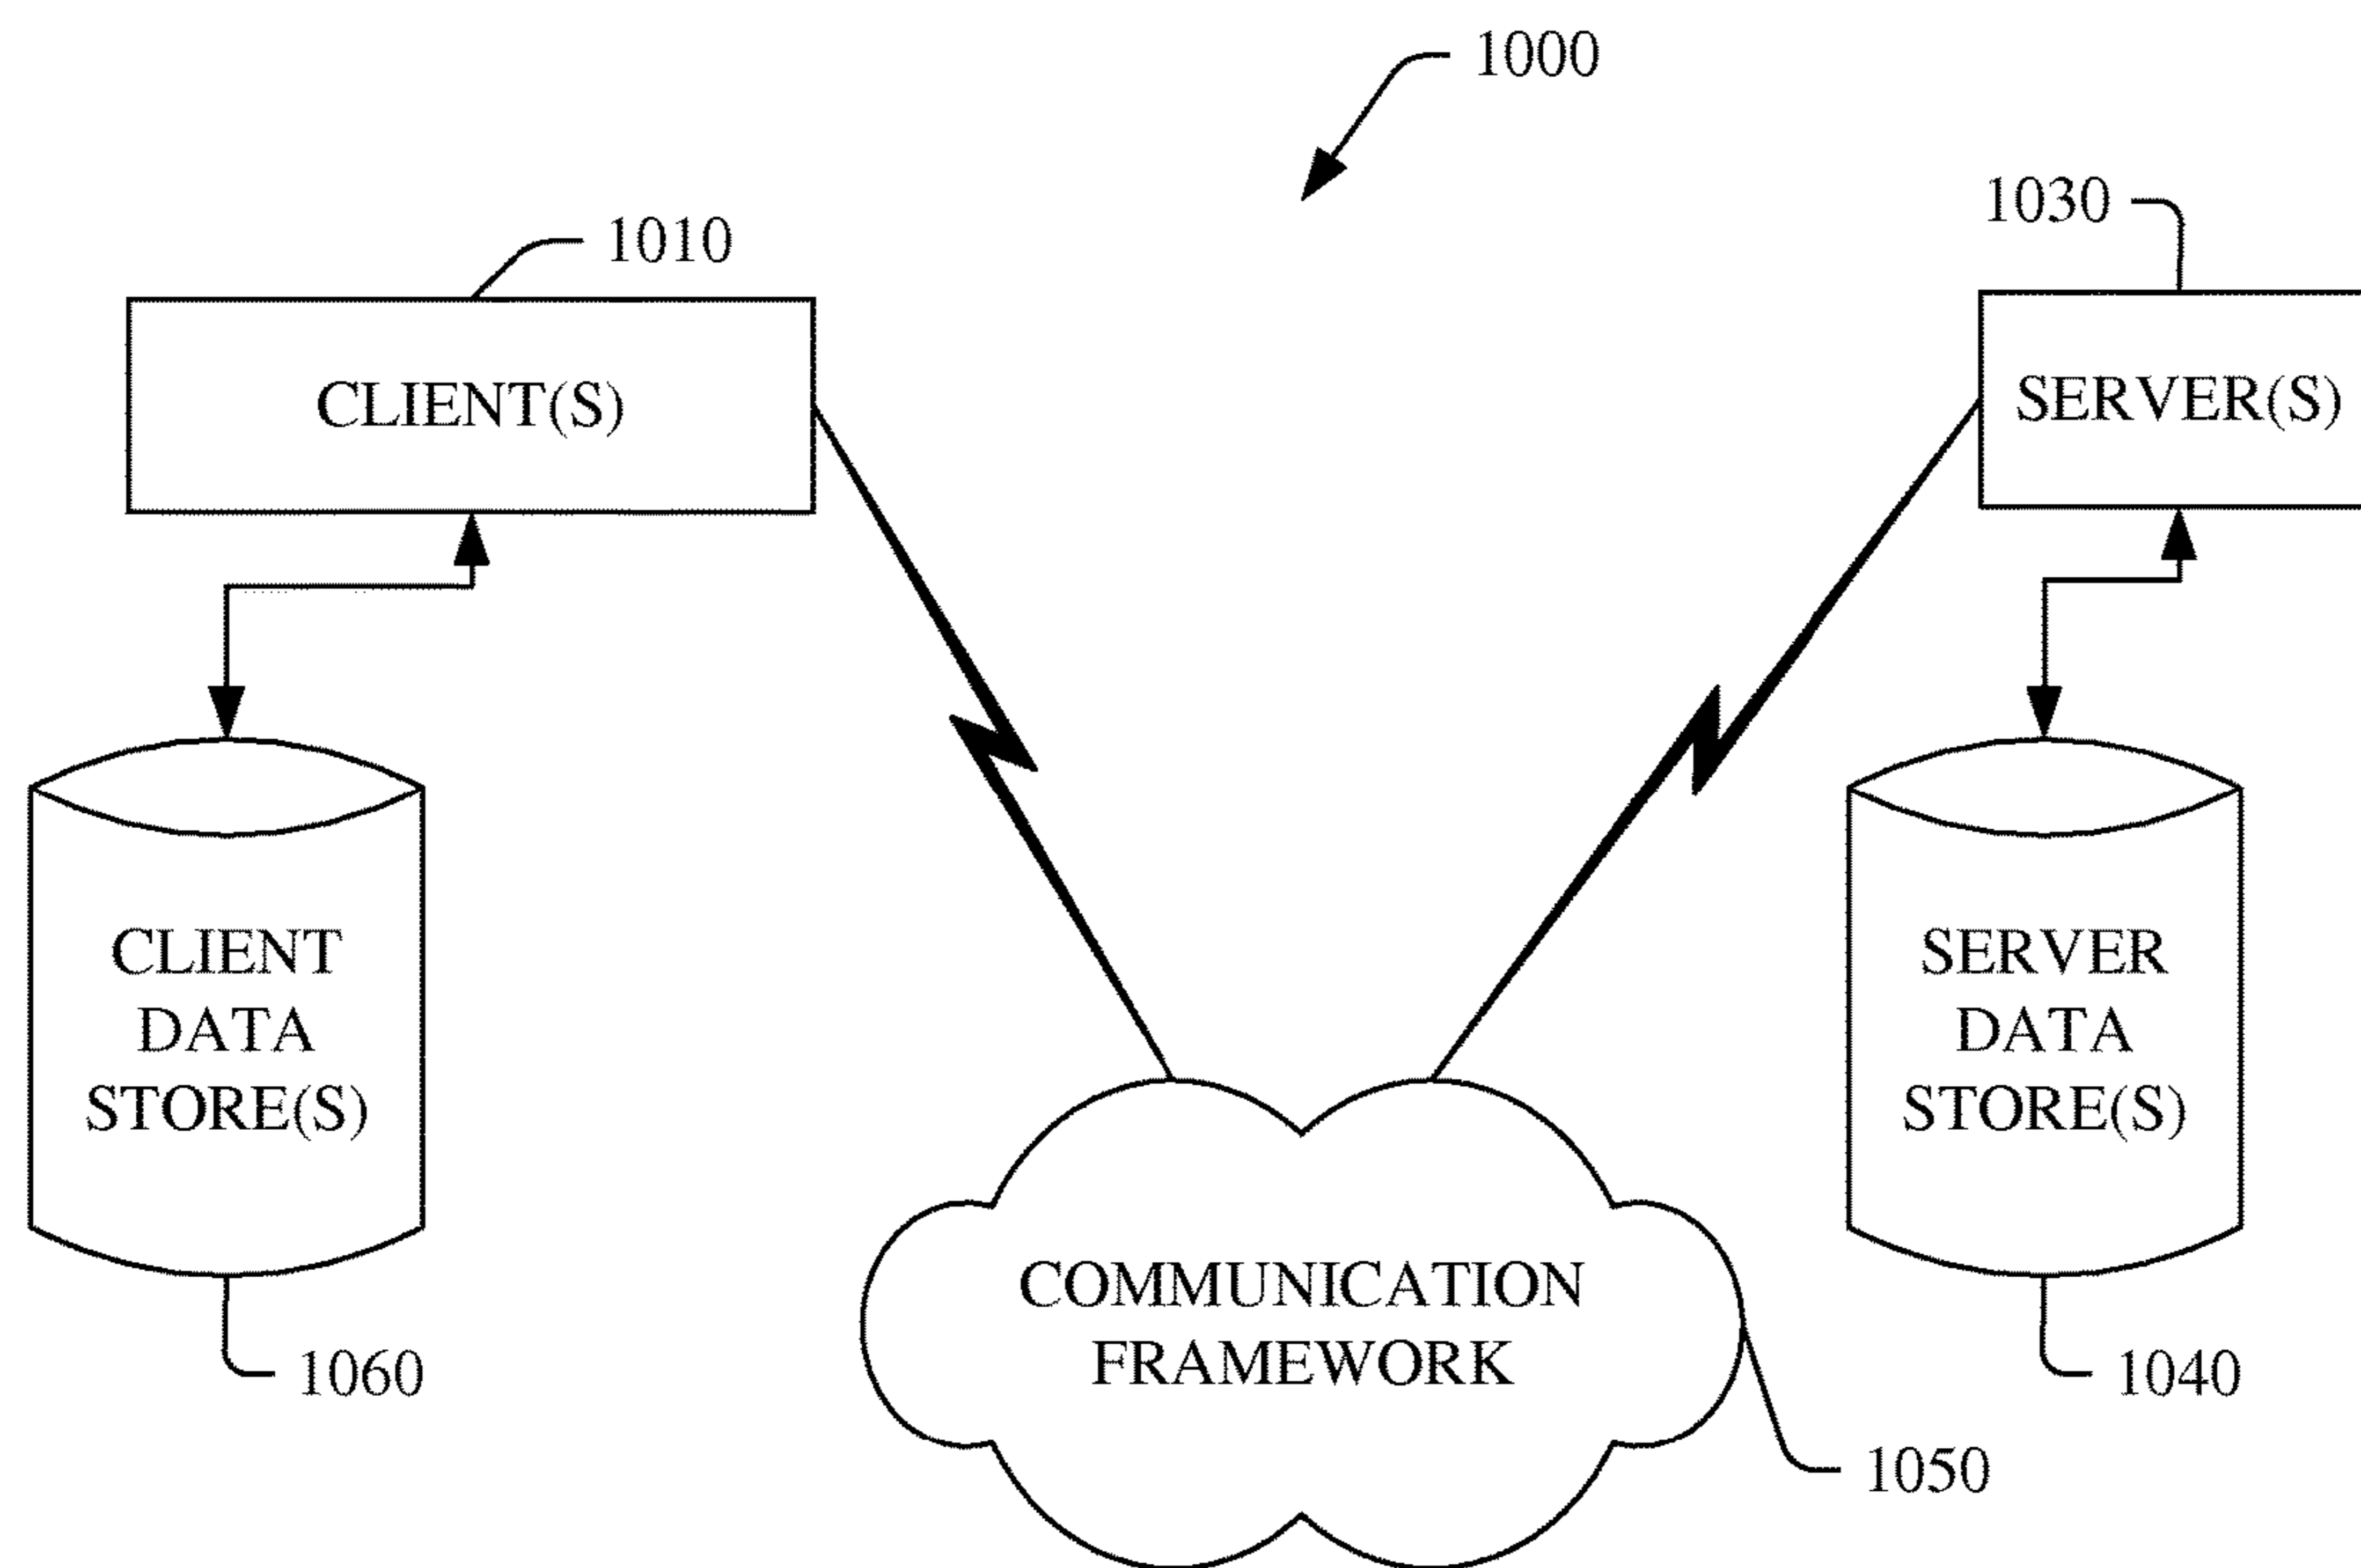 1000
1030
1010
CLIENT(S)
SERVER(S)
CLIENT
DATA
STORE(S)
SERVER
DATA
STORE(S)
COMMUNICATION
FRAMEWORK
1060
1040
1050